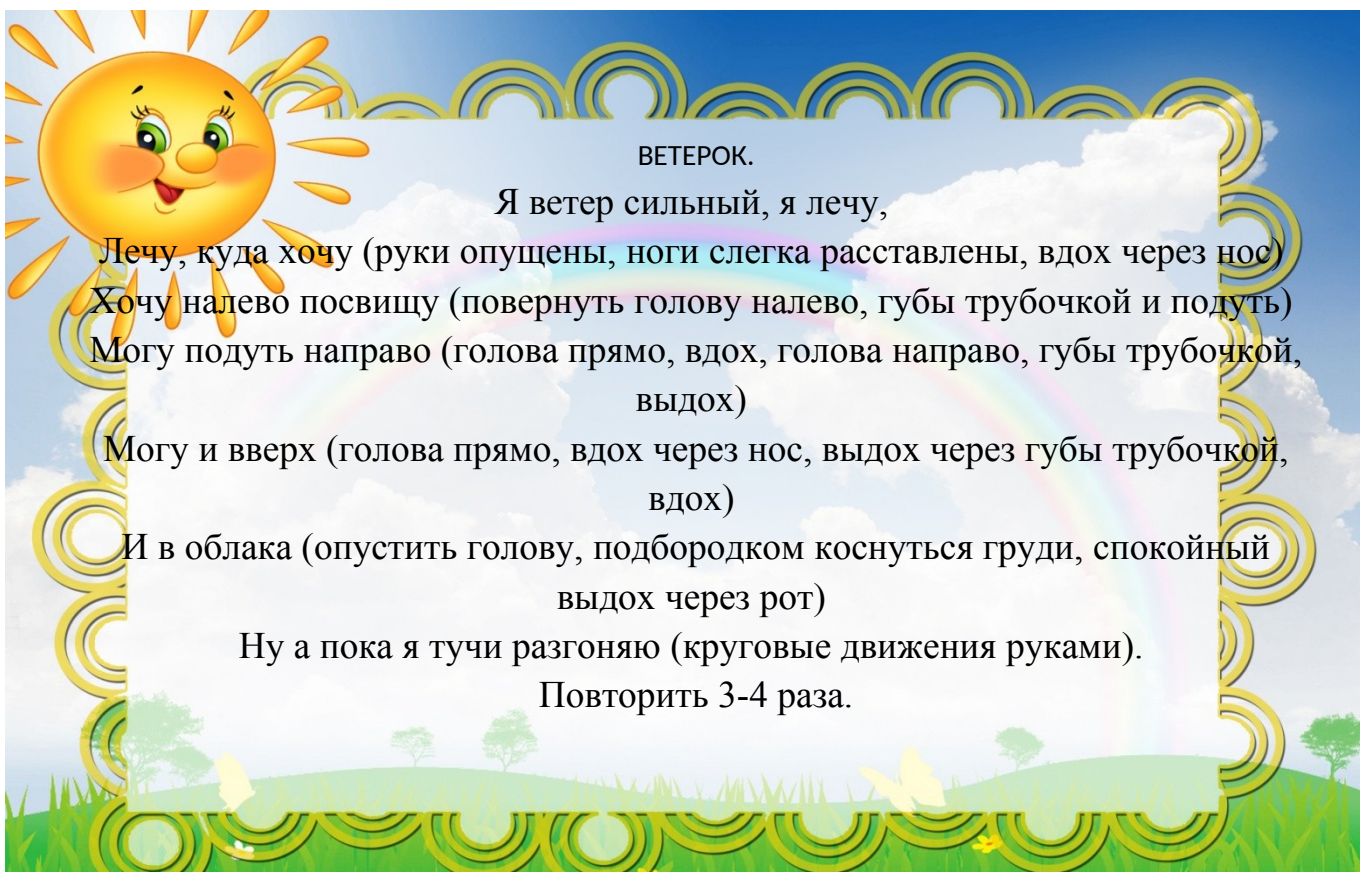 ВЕТЕРОК.
Я ветер сильный, я лечу,
Лечу, куда хочу (руки опущены, ноги слегка расставлены, вдох через нос)
Хочу налево посвищу (повернуть голову налево, губы трубочкой и подуть)
Могу подуть направо (голова прямо, вдох, голова направо, губы трубочкой,
выдох)
Могу и вверх (голова прямо, вдох через нос, выдох через губы трубочкой,
вдох)
И в облака (опустить голову, подбородком коснуться груди, спокойный
выдох через рот)
Ну а пока я тучи разгоняю (круговые движения руками).
Повторить 3-4 раза.